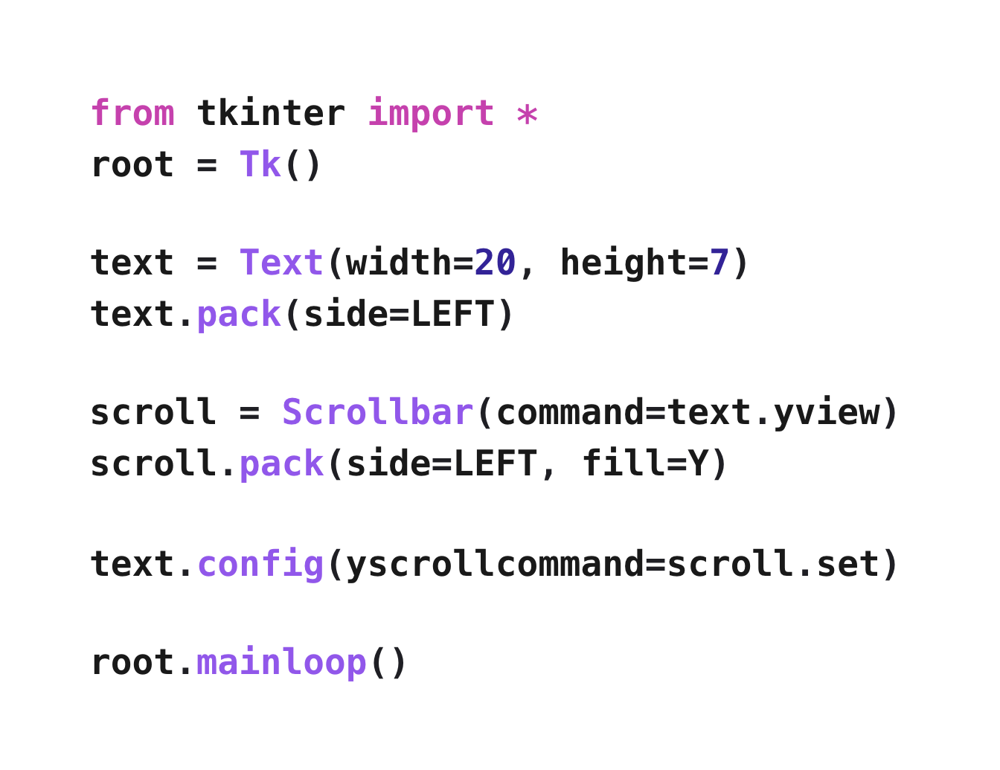 from tkinter import *
root = Tk()
text = Text(width=20, height=7)
text.pack(side=LEFT)
scroll = Scrollbar(command=text.yview)
scroll.pack(side=LEFT, fill=Y)
text.config(yscrollcommand=scroll.set)
root.mainloop()